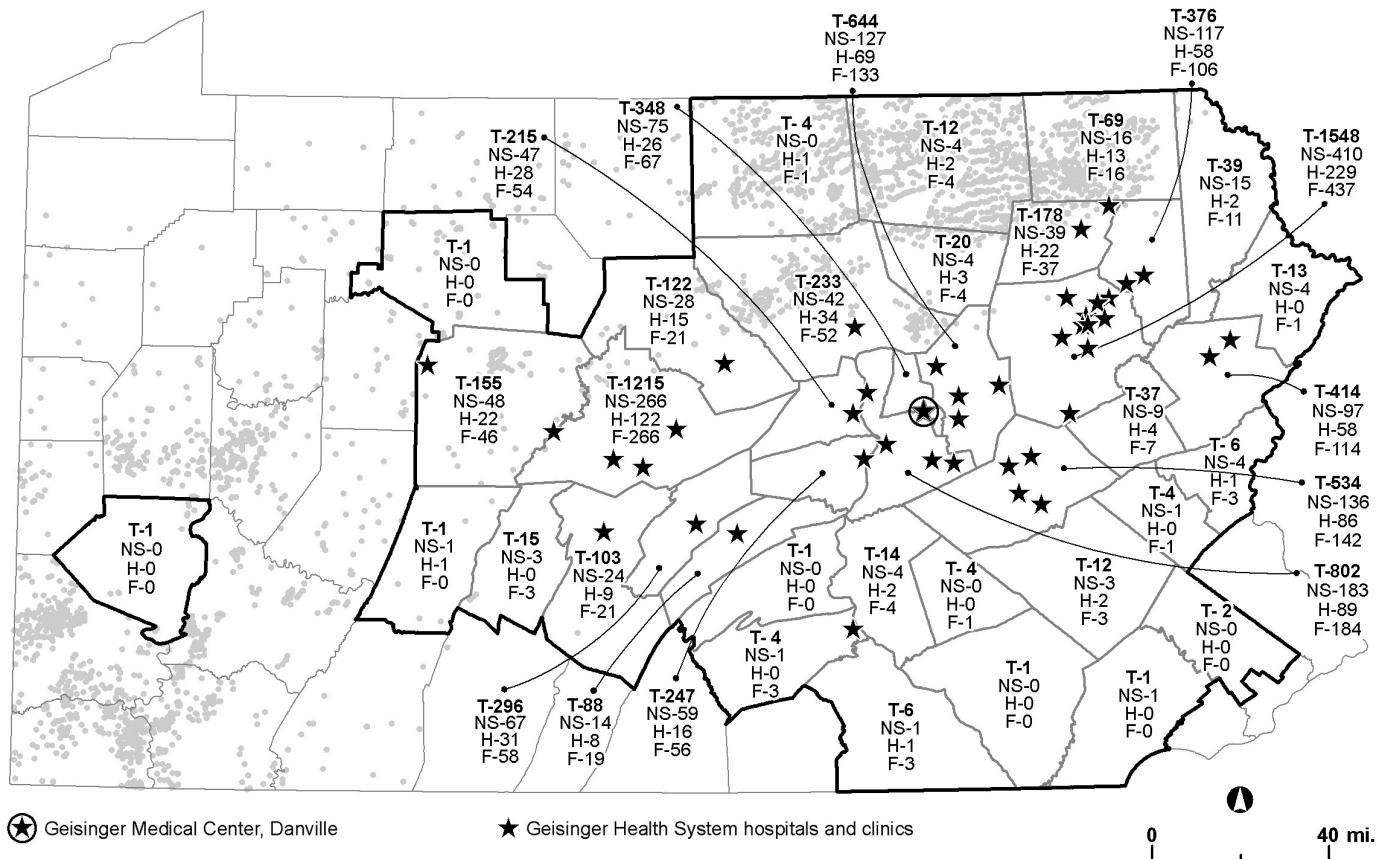 T-644
NS-127
H-69
F-133
T-376
NS-117
H-58
F-106
T-348
NS-75
H-26
F-67
T-215
NS-47
H-28
F-54
T- 4
NS-0
H-1
F-1
T-12
NS-4
H-2
F-4
T-69
NS-16
H-13
F-16
T-39
NS-15
H-2
F-11
T-1548
NS-410
H-229
F-437
T-178
NS-39
H-22
F-37
T-20
NS-4
H-3
F-4
T-1
NS-0
H-0
F-0
T-122
NS-28
H-15
F-21
T-233
NS-42
H-34
F-52
T-13
NS-4
H-0
F-1
T-155
NS-48
H-22
F-46
T-1215
NS-266
H-122
F-266
T-37
NS-9
H-4
F-7
T-414
NS-97
H-58
F-114
T- 6
NS-4
H-1
F-3
T-534
NS-136
H-86
F-142
T-4
NS-1
H-0
F-1
T-1
NS-0
H-0
F-0
T-1
NS-1
H-1
F-0
T-15
NS-3
H-0
F-3
T-103
NS-24
H-9
F-21
T-1
NS-0
H-0
F-0
T-14
NS-4
H-2
F-4
T- 4
NS-0
H-0
F-1
T-12
NS-3
H-2
F-3
T-802
NS-183
H-89
F-184
T- 2
NS-0
H-0
F-0
T- 4
NS-1
H-0
F-3
T-1
NS-0
H-0
F-0
T-1
NS-1
H-0
F-0
T-296
NS-67
H-31
F-58
T-88
NS-14
H-8
F-19
T-247
NS-59
H-16
F-56
T-6
NS-1
H-1
F-3
Geisinger Medical Center, Danville
Geisinger Health System hospitals and clinics
0 40 mi.